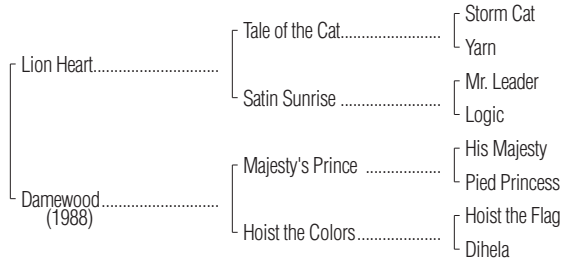 Storm Cat
Tale of the Cat........................
Yarn
Lion Heart..............................
Mr. Leader
Satin Sunrise ........................
Logic
His Majesty
Majesty's Prince ..................
Pied Princess
Damewood............................
(1988)
Hoist the Flag
Hoist the Colors....................
Dihela